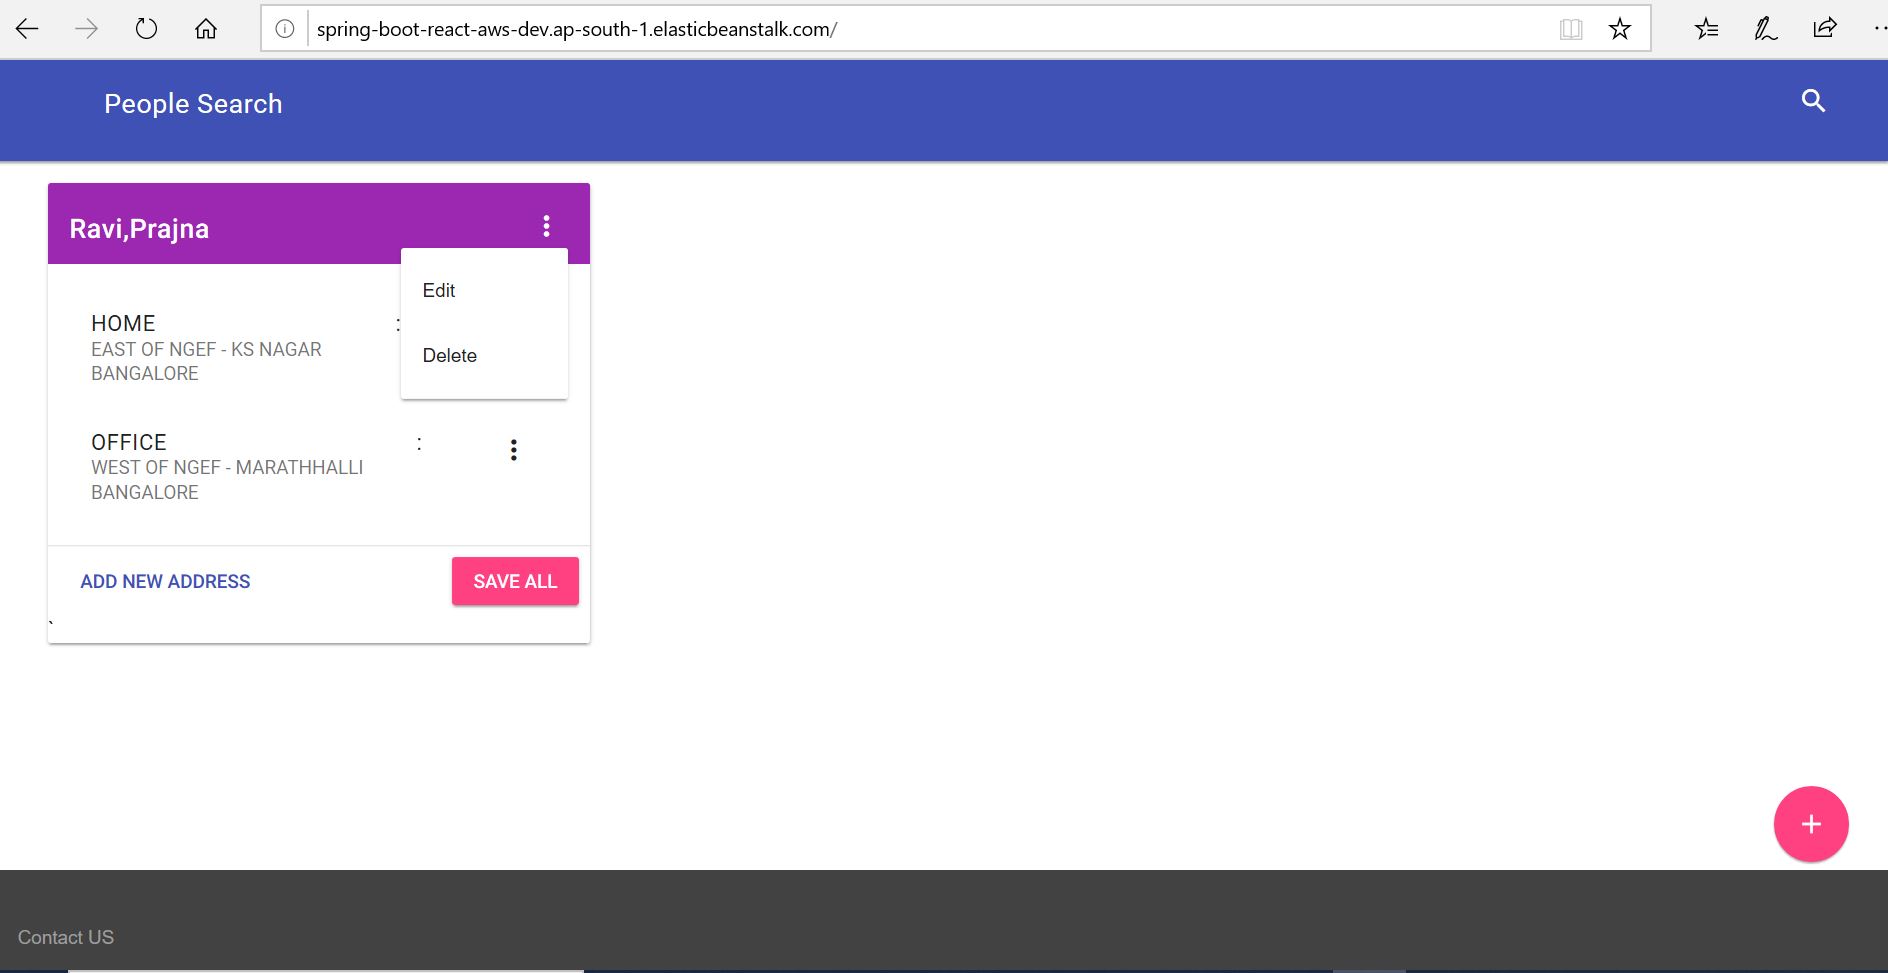 spring-boot-react-aws-dev.ap-south-1.elasticbeanstalk.com/
People Search
Ravi,Prajna
Edit
Delete
HOME :
EAST OF NGEF - KS NAGAR
BANGALORE
OFFICE :
WEST OF NGEF - MARATHHALLI
BANGALORE
ADD NEW ADDRESS SAVE ALL
`
+
Contact US